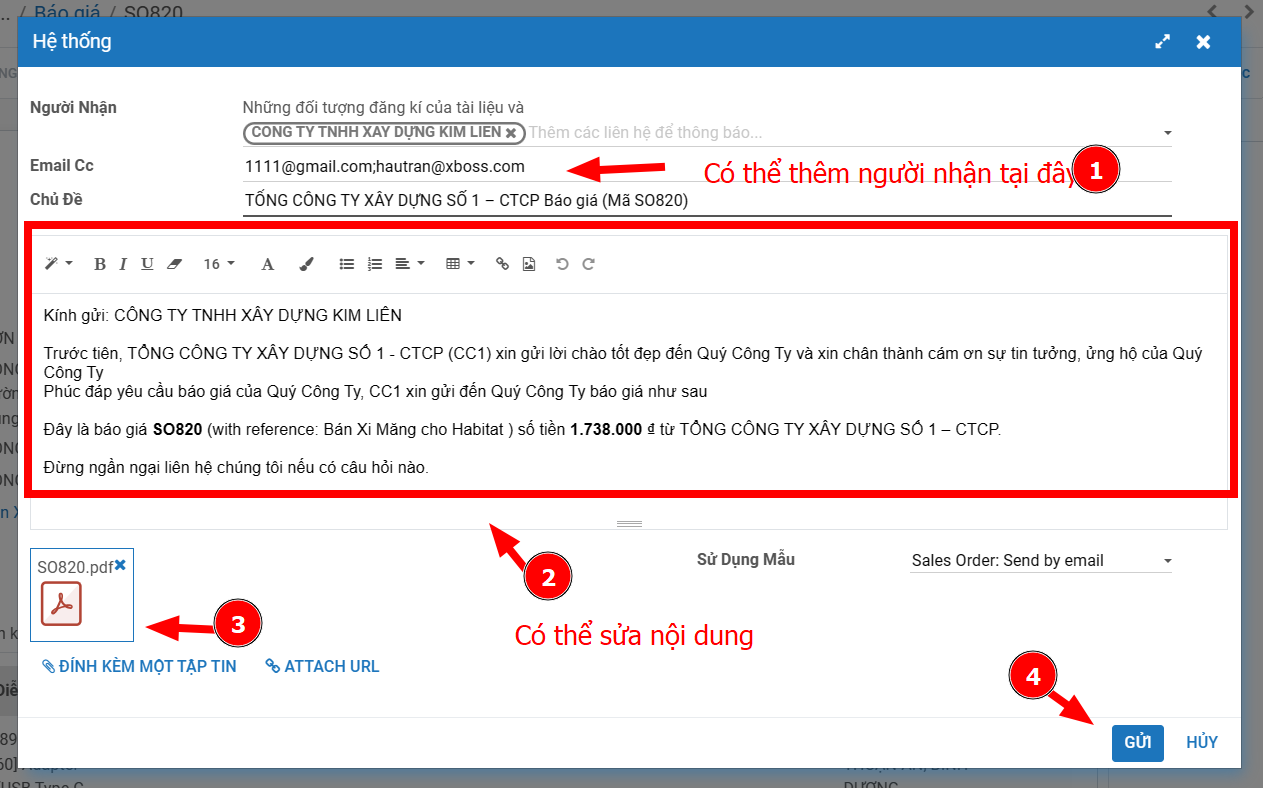 / Báo giá / SO820
Hệ thống
Người Nhận
Những đối tượng đăng kí của tài liệu và
CÔNG TY TNHH XÂY DỰNG KIM LIÊN
Thêm các liên hệ để thông báo...
Email Cc
1111@gmail.com;hautran@xboss.com
Có thể thêm người nhận tại đây
1
Chủ Đề
TỔNG CÔNG TY XÂY DỰNG SỐ 1 – CTCP Báo giá (Mã SO820)
B I U 16 A
Kính gửi: CÔNG TY TNHH XÂY DỰNG KIM LIÊN
Trước tiên, TỔNG CÔNG TY XÂY DỰNG SỐ 1 - CTCP (CC1) xin gửi lời chào tốt đẹp đến Quý Công Ty và xin chân thành cám ơn sự tin tưởng, ửng hộ của Quý
Công Ty
Phúc đáp yêu cầu báo giá của Quý Công Ty, CC1 xin gửi đến Quý Công Ty báo giá như sau
Đây là báo giá SO820 (with reference: Bán Xi Măng cho Habitat ) số tiền 1.738.000 ₫ từ TỔNG CÔNG TY XÂY DỰNG SỐ 1 – CTCP.
Đừng ngần ngại liên hệ chúng tôi nếu có câu hỏi nào.
2
Có thể sửa nội dung
SO820.pdf
3
Sử Dụng Mẫu
Sales Order: Send by email
ĐÍNH KÈM MỘT TẬP TIN
ATTACH URL
4
GỬI
HỦY